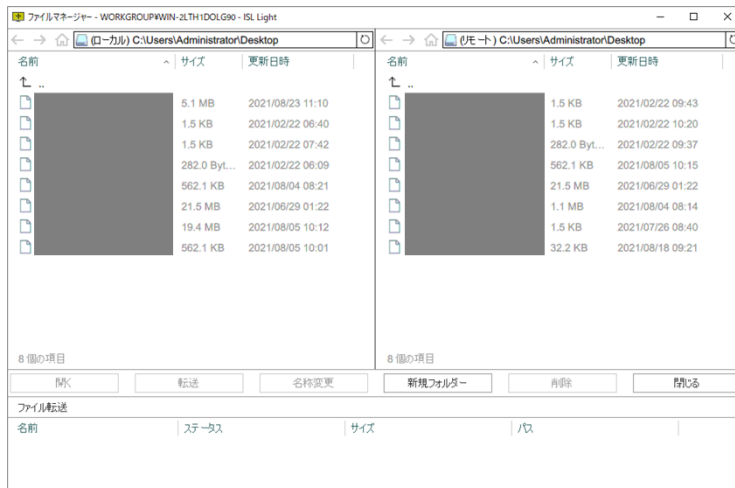 ファイルマネージャー - WORKGROUP¥WIN-2LTH1DOLG90 - ISL Light
(ローカル) C:\Users\Administrator\Desktop
(リモート) C:\Users\Administrator\Desktop
名前 サイズ 更新日時
..
5.1 MB 2021/08/23 11:10
1.5 KB 2021/02/22 06:40
1.5 KB 2021/02/22 07:42
282.0 Byt... 2021/02/22 06:09
562.1 KB 2021/08/04 08:21
21.5 MB 2021/06/29 01:22
19.4 MB 2021/08/05 10:12
562.1 KB 2021/08/05 10:01
8 個の項目
名前 サイズ 更新日時
..
1.5 KB 2021/02/22 09:43
1.5 KB 2021/02/22 10:20
282.0 Byt... 2021/02/22 09:37
562.1 KB 2021/08/05 10:15
21.5 MB 2021/06/29 01:22
1.1 MB 2021/08/04 08:14
1.5 KB 2021/07/26 08:40
32.2 KB 2021/08/18 09:21
8 個の項目
開く 転送 名称変更 新規フォルダー 削除 閉じる
ファイル転送
名前 ステータス サイズ パス